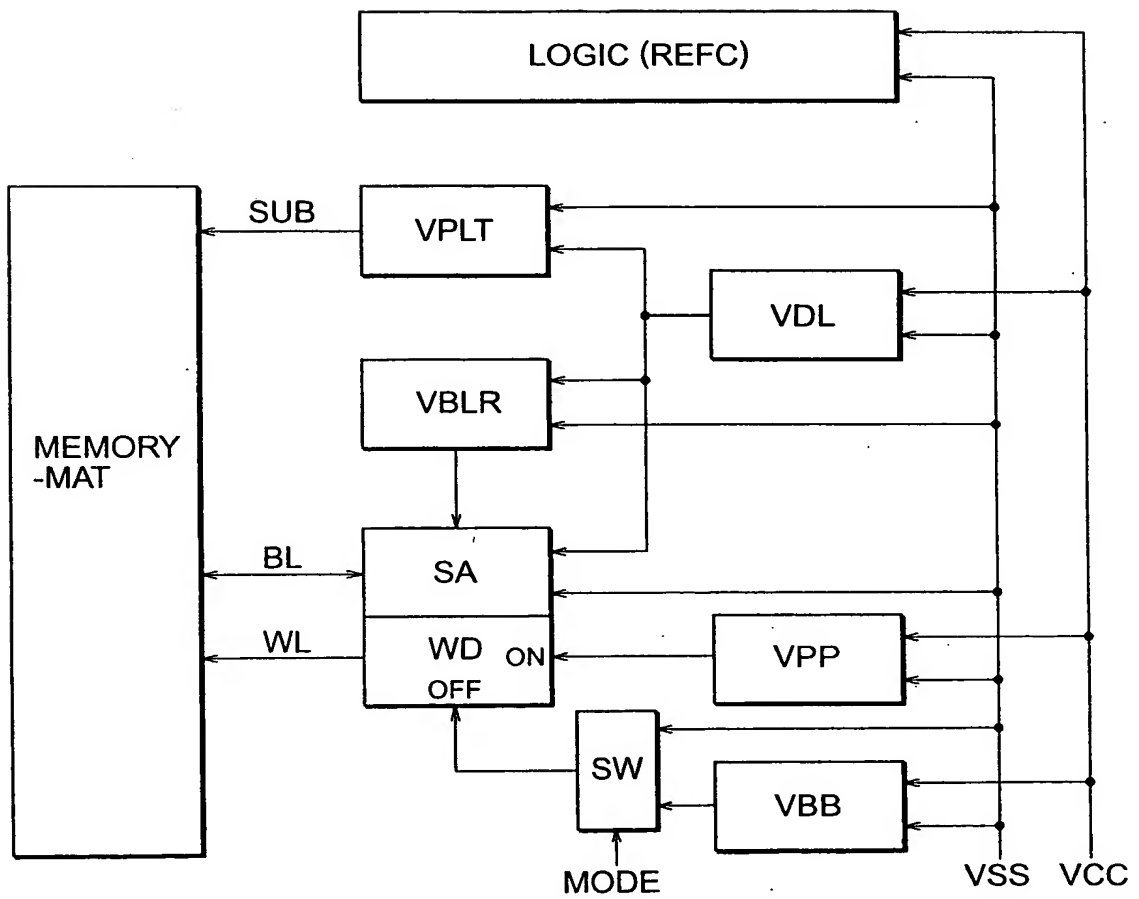 LOGIC (REFC)
SUB
VPLT
VDL
VBLR
MEMORY
-MAT
BL
SA
WL
WD
ON
OFF
VPP
SW
VBB
MODE
VSS
VCC